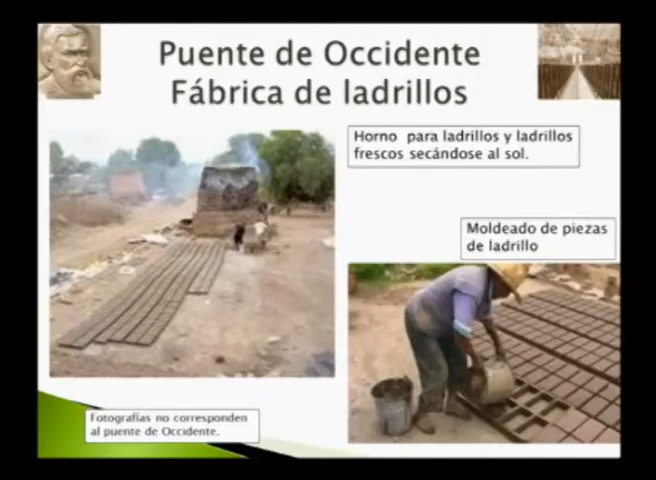 Puente de Occidente
Fábrica de ladrillos
Horno para ladrillos y ladrillos
frescos secándose al sol.
Moldeado de piezas
de ladrillo
Fotografías no corresponden
al puente de Occidente.